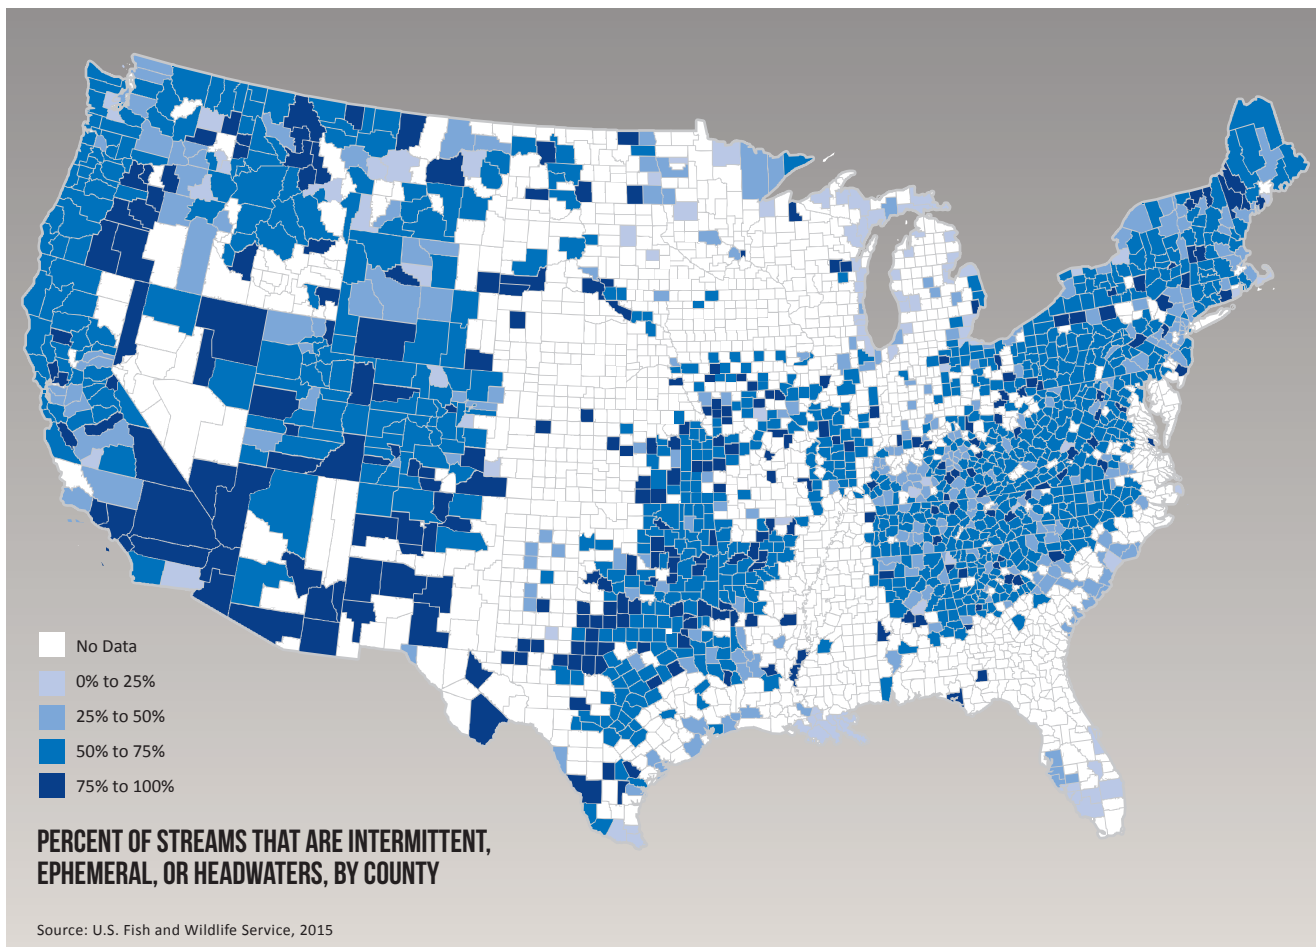 No Data
0% to 25%
25% to 50%
50% to 75%
75% to 100%
PERCENT OF STREAMS THAT ARE INTERMITTENT,
EPHEMERAL, OR HEADWATERS, BY COUNTY
Source: U.S. Fish and Wildlife Service, 2015